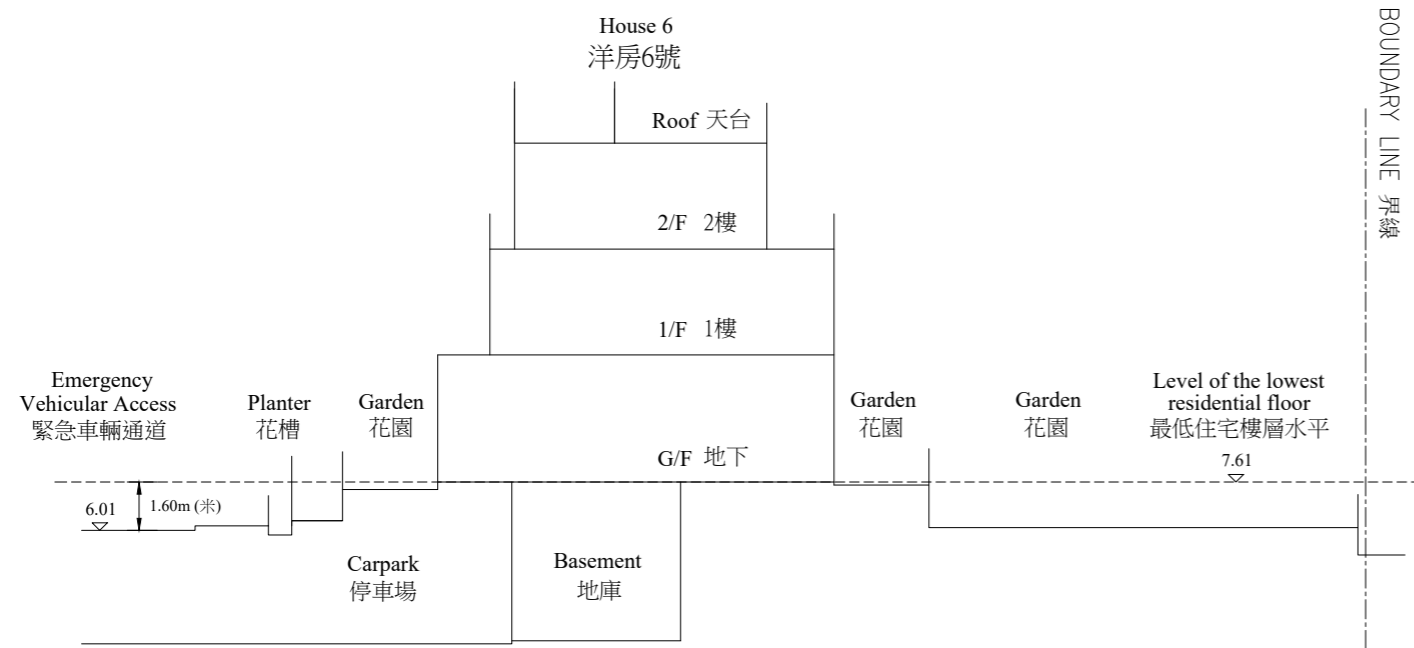 House 6
洋房6號
BOUNDARY LINE 界線
Roof 天台
2/F 2樓
1/F 1樓
Emergency
Vehicular Access
緊急車輛通道
Planter
花槽
Garden
花園
Garden
花園
Garden
花園
Level of the lowest
residential floor
最低住宅樓層水平
7.61
G/F 地下
6.01
1.60m (米)
Carpark
停車場
Basement
地庫